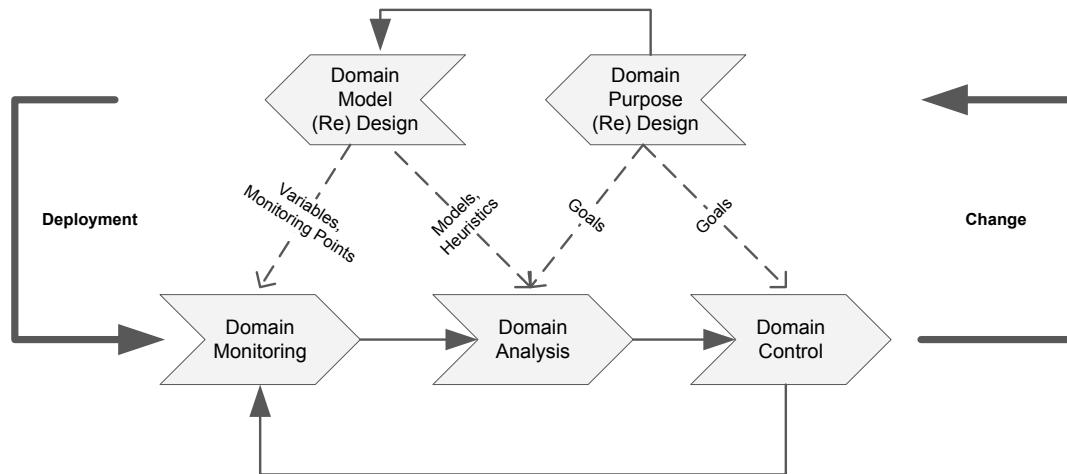 Domain
Model
(Re) Design
Domain
Purpose
(Re) Design
Variables,
Monitoring Points
Models,
Heuristics
Goals
Goals
Deployment
Change
Domain
Monitoring
Domain
Analysis
Domain
Control